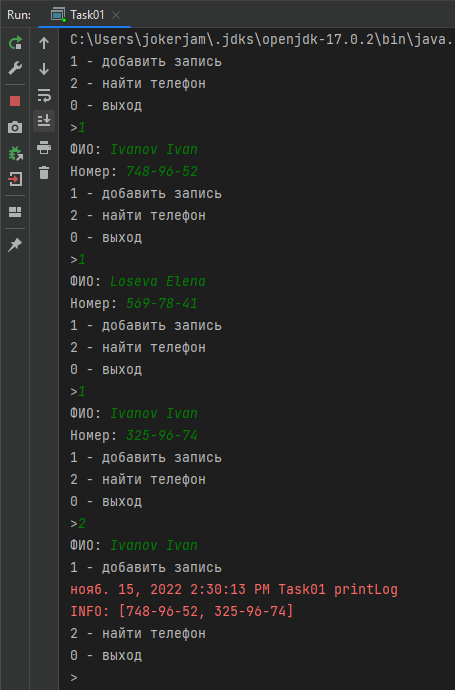 Run: Task01
C:\Users\jokerjam\.jdks\openjdk-17.0.2\bin\java.
1 - добавить запись
2 - найти телефон
0 - выход
>1
ФИО: Ivanov Ivan
Номер: 748-96-52
1 - добавить запись
2 - найти телефон
0 - выход
>1
ФИО: Loseva Elena
Номер: 569-78-41
1 - добавить запись
2 - найти телефон
0 - выход
>1
ФИО: Ivanov Ivan
Номер: 325-96-74
1 - добавить запись
2 - найти телефон
0 - выход
>2
ФИО: Ivanov Ivan
1 - добавить запись
нояб. 15, 2022 2:30:13 PM Task01 printLog
INFO: [748-96-52, 325-96-74]
2 - найти телефон
0 - выход
>